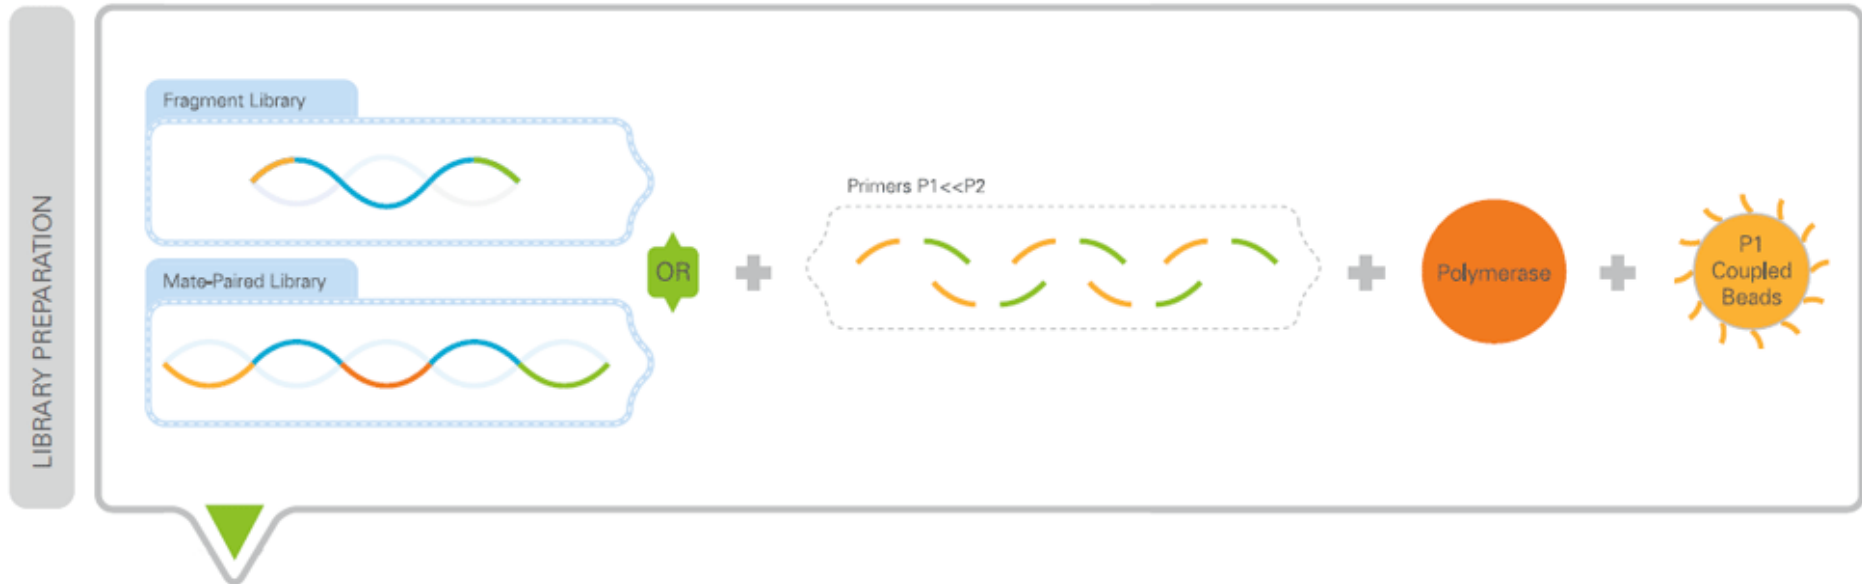 LIBRARY PREPARATION
Fragment Library
Mate-Paired Library
OR
Primers P1<<P2
Polymerase
P1
Coupled
Beads